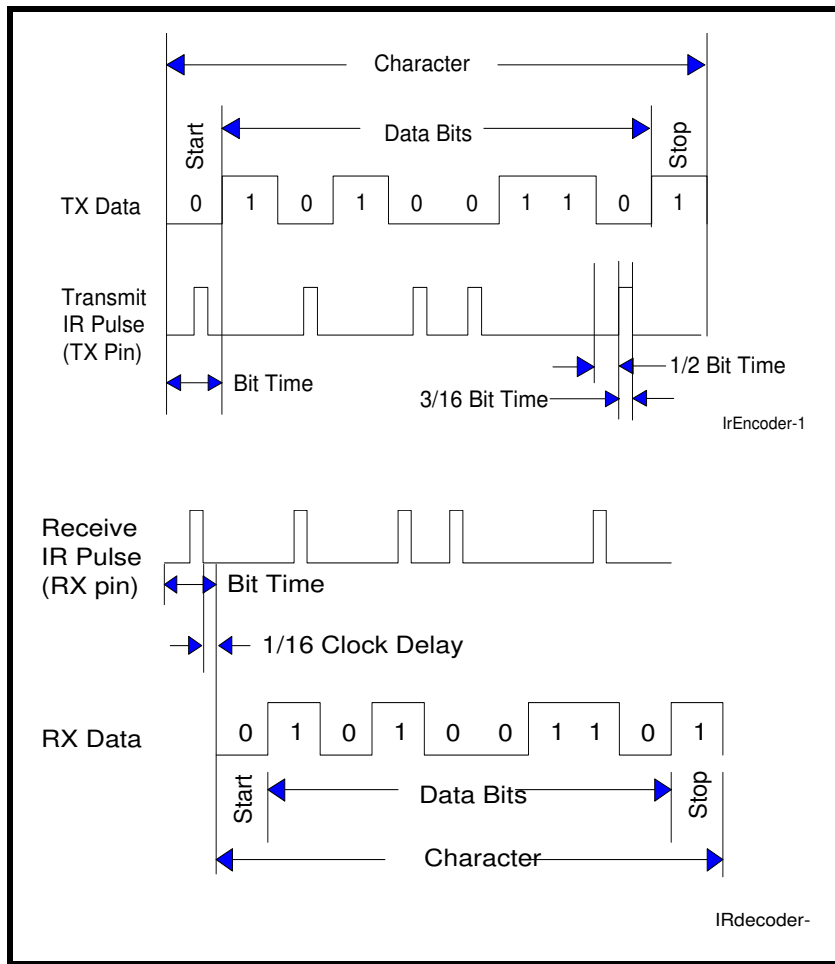 Character
Start
Data Bits
Stop
TX Data
0 1 0 1 0 0 1 1 0 1
Transmit
IR Pulse
(TX Pin)
Bit Time
1/2 Bit Time
3/16 Bit Time
IrEncoder-1
Receive
IR Pulse
(RX pin)
Bit Time
1/16 Clock Delay
RX Data
0 1 0 1 0 0 1 1 0 1
Start
Data Bits
Stop
Character
IRdecoder-